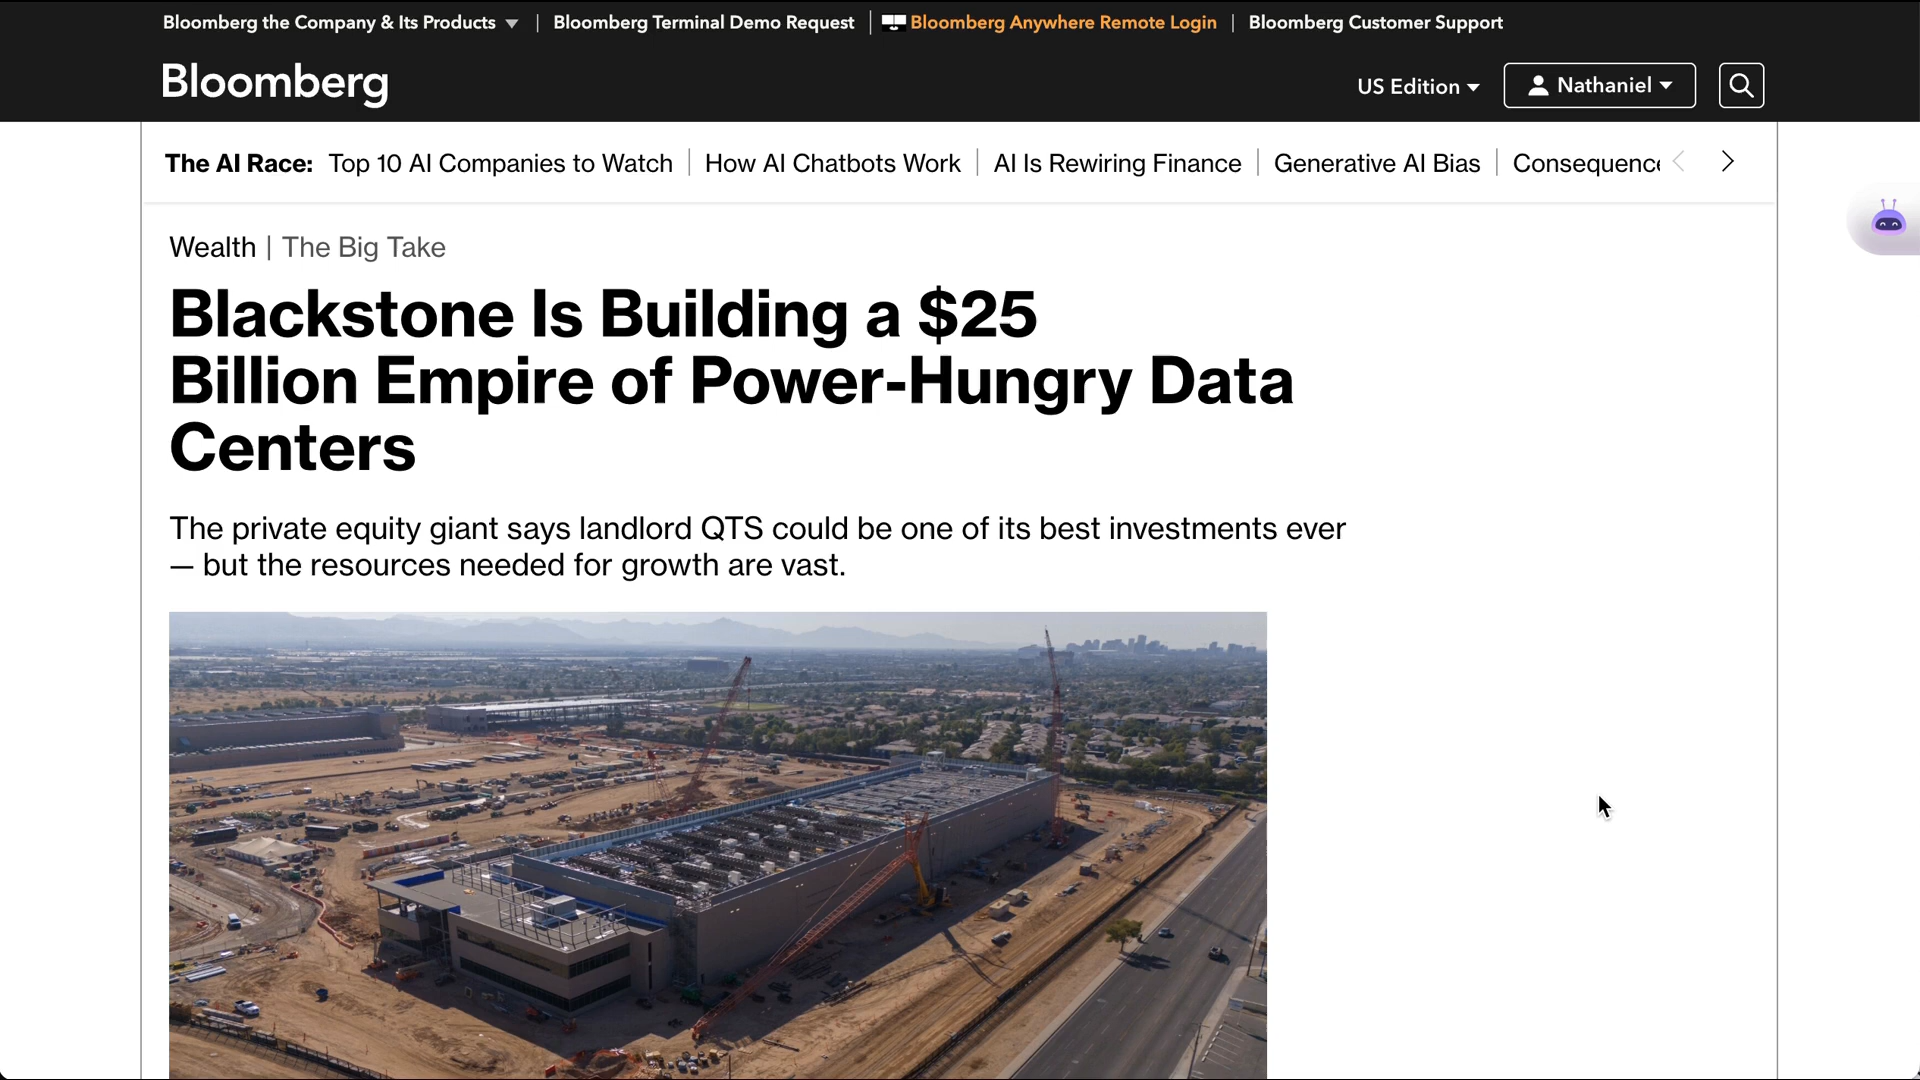 Bloomberg the Company & Its Products
Bloomberg Terminal Demo Request
Bloomberg Anywhere Remote Login
Bloomberg Customer Support
Bloomberg
US Edition
Nathaniel
The AI Race: Top 10 AI Companies to Watch
How AI Chatbots Work
AI Is Rewiring Finance
Generative AI Bias
Consequence
Wealth | The Big Take
Blackstone Is Building a $25
Billion Empire of Power-Hungry Data
Centers
The private equity giant says landlord QTS could be one of its best investments ever
— but the resources needed for growth are vast.